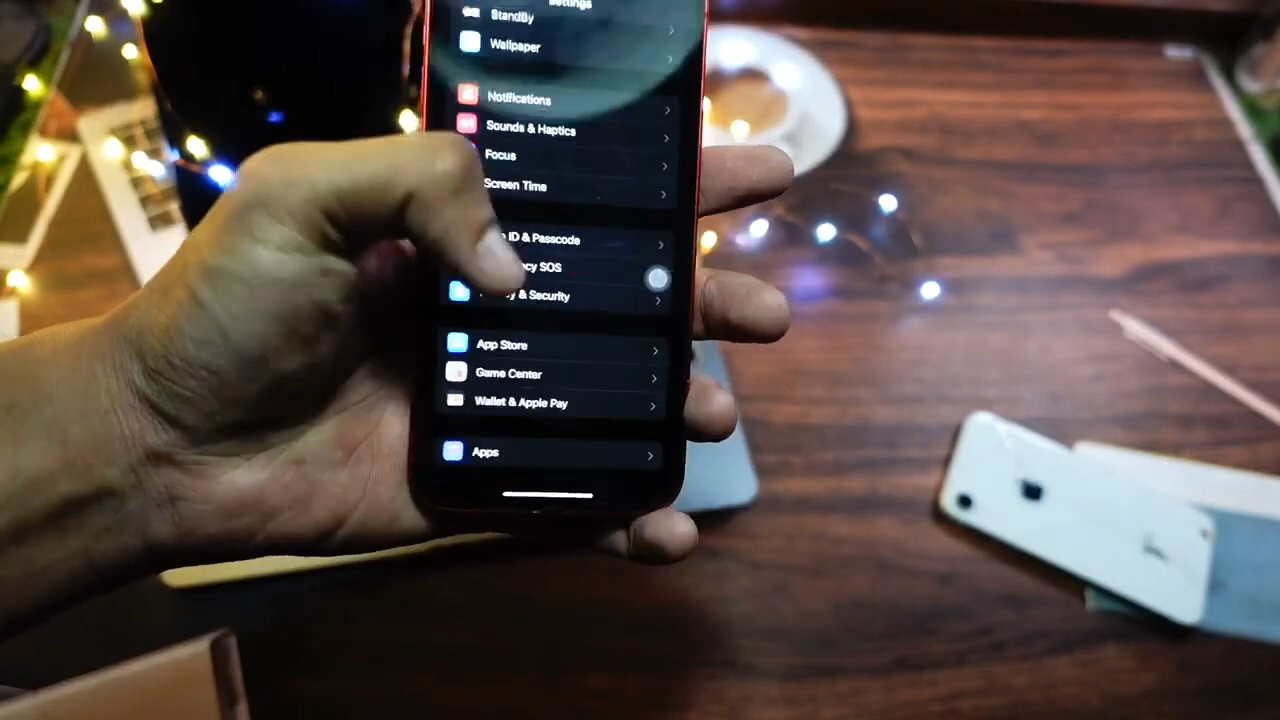 Settings
StandBy
Wallpaper
Notifications
Sounds & Haptics
Focus
Screen Time
ID & Passcode
SOS
& Security
App Store
Game Center
Wallet & Apple Pay
Apps